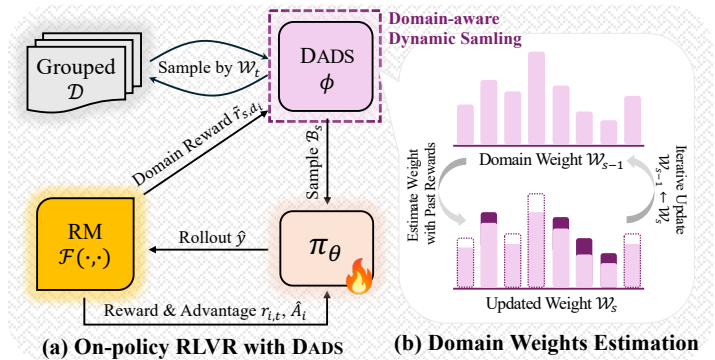 Domain-aware
Dynamic Samling
Grouped
𝒟
Sample by 𝒲_t
DADS
ϕ
Domain Reward r̃_{s,d_i}
Sample ℬ_s
RM
ℱ(·,·)
Rollout ŷ
π_θ
Reward & Advantage r_{i,t}, Â_i
(a) On-policy RLVR with DADS
Domain Weight 𝒲_{s−1}
Estimate Weight
with Past Rewards
Iterative Update
𝒲_{s−1} ← 𝒲_s
Updated Weight 𝒲_s
(b) Domain Weights Estimation